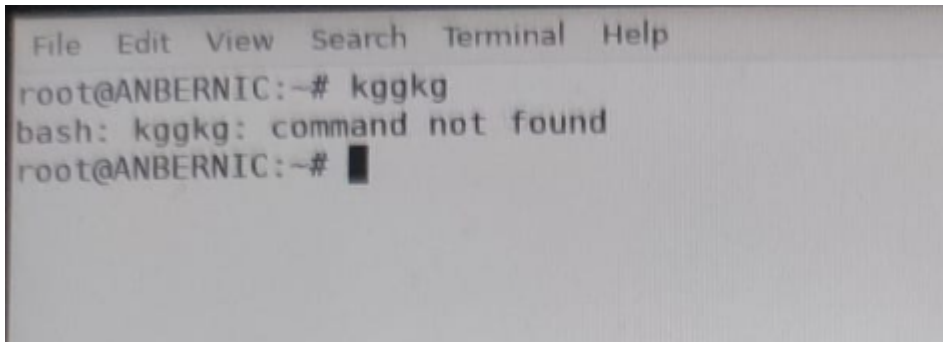 File Edit View Search Terminal Help
root@ANBERNIC:~# kggkg
bash: kggkg: command not found
root@ANBERNIC:~#